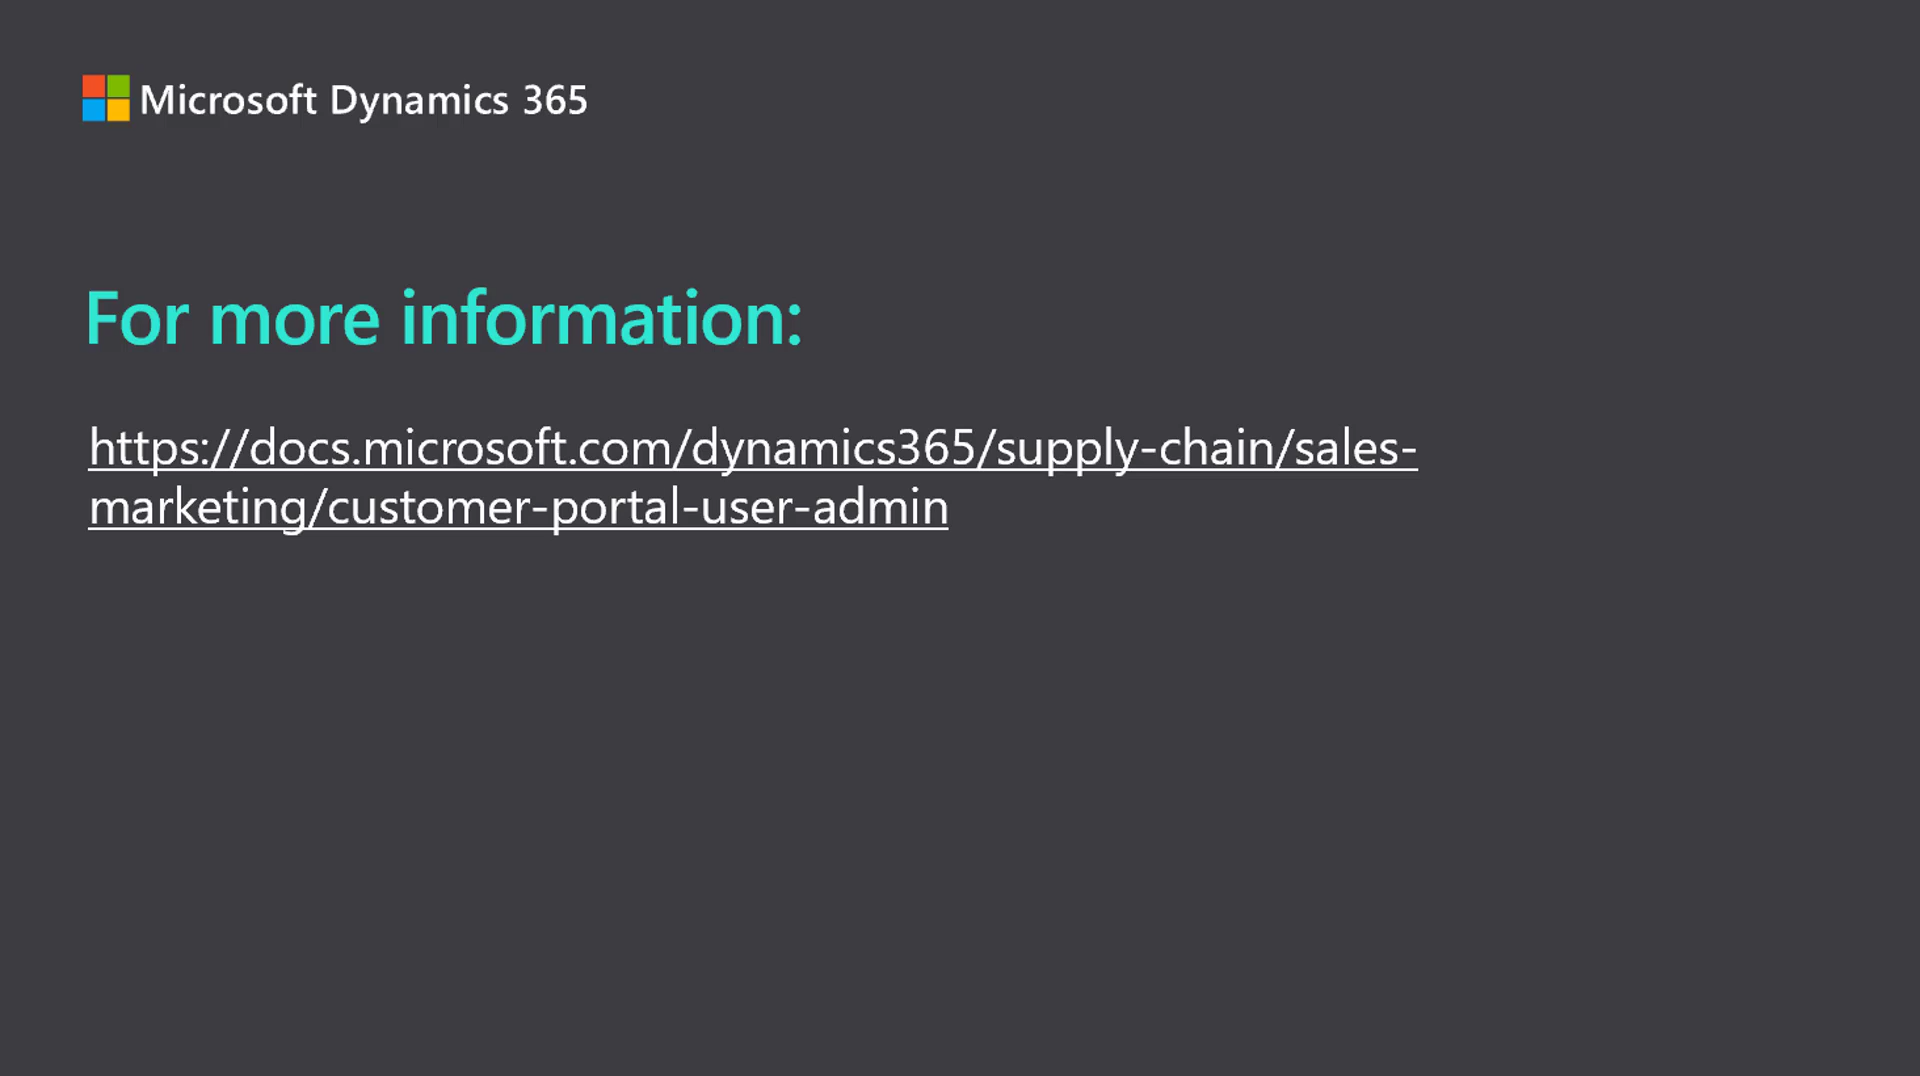 Microsoft Dynamics 365
For more information:
https://docs.microsoft.com/dynamics365/supply-chain/sales-
marketing/customer-portal-user-admin